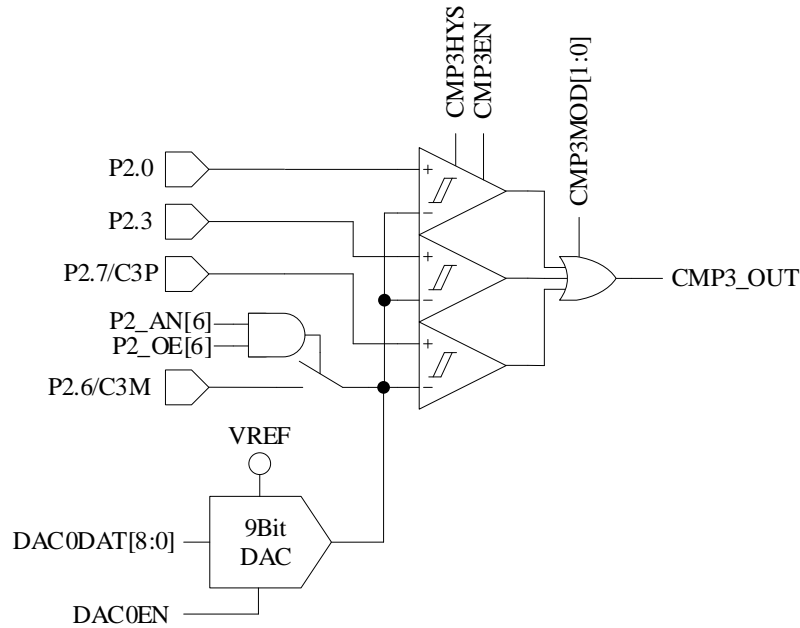 CMP3HYS
CMP3EN
CMP3MOD[1:0]
P2.0
P2.3
P2.7/C3P
P2_AN[6]
P2_OE[6]
P2.6/C3M
+
−
+
−
+
−
CMP3_OUT
VREF
DAC0DAT[8:0]
9Bit
DAC
DAC0EN